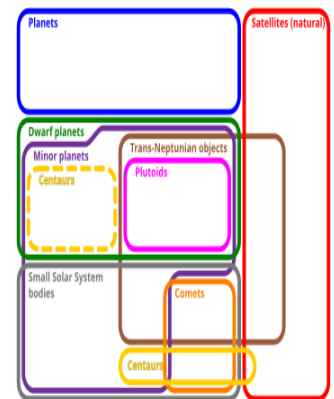 Planets
Satellites (natural)
Dwarf planets
Minor planets
Trans-Neptunian objects
Centaurs
Plutoids
Small Solar System
bodies
Comets
Centaurs